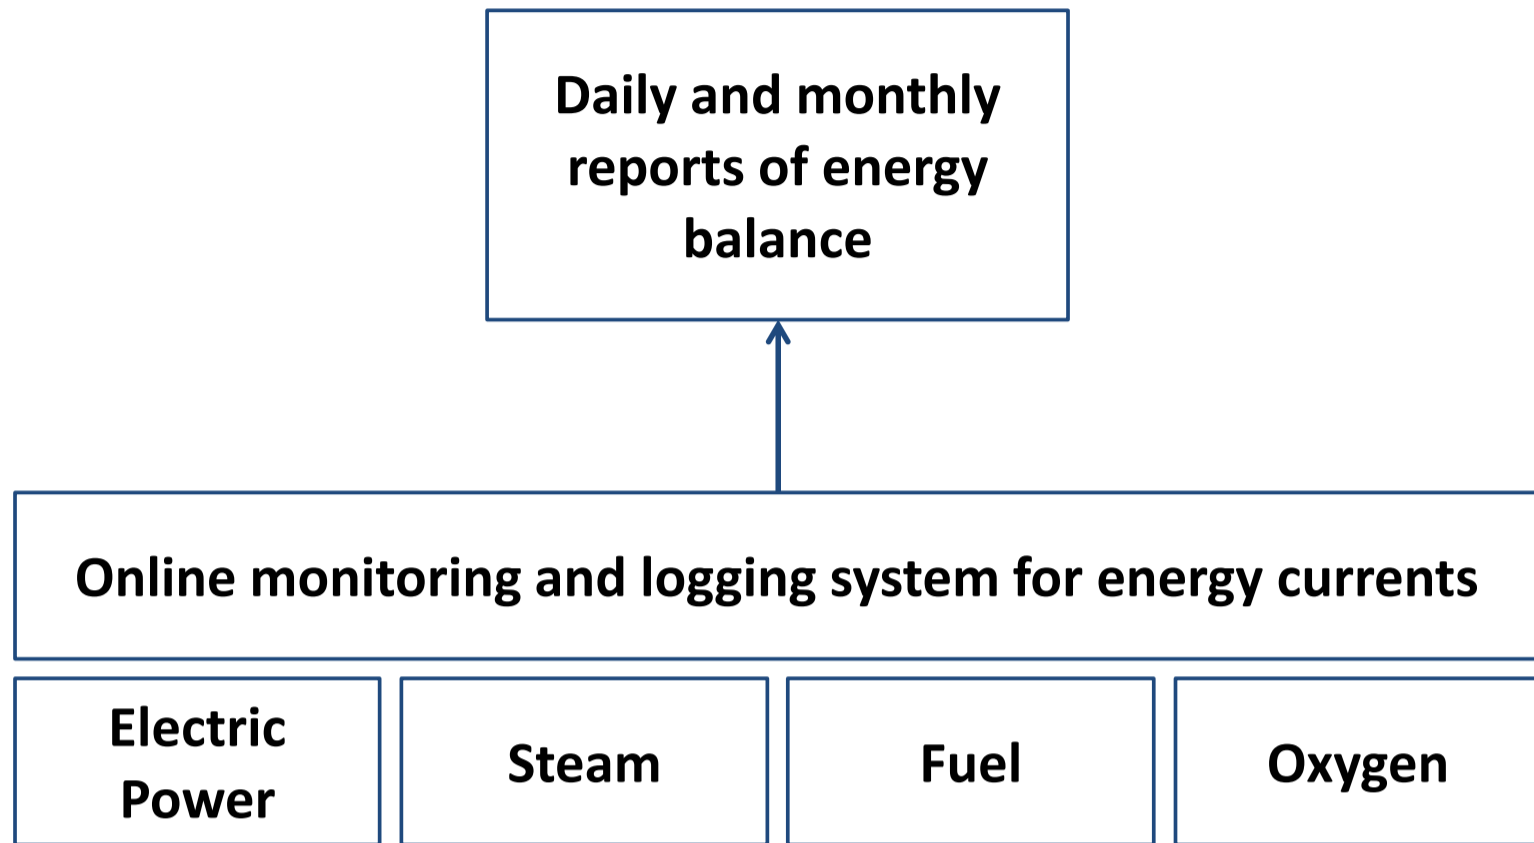 Daily and monthly
reports of energy
balance
Online monitoring and logging system for energy currents
Electric
Power
Steam
Fuel
Oxygen